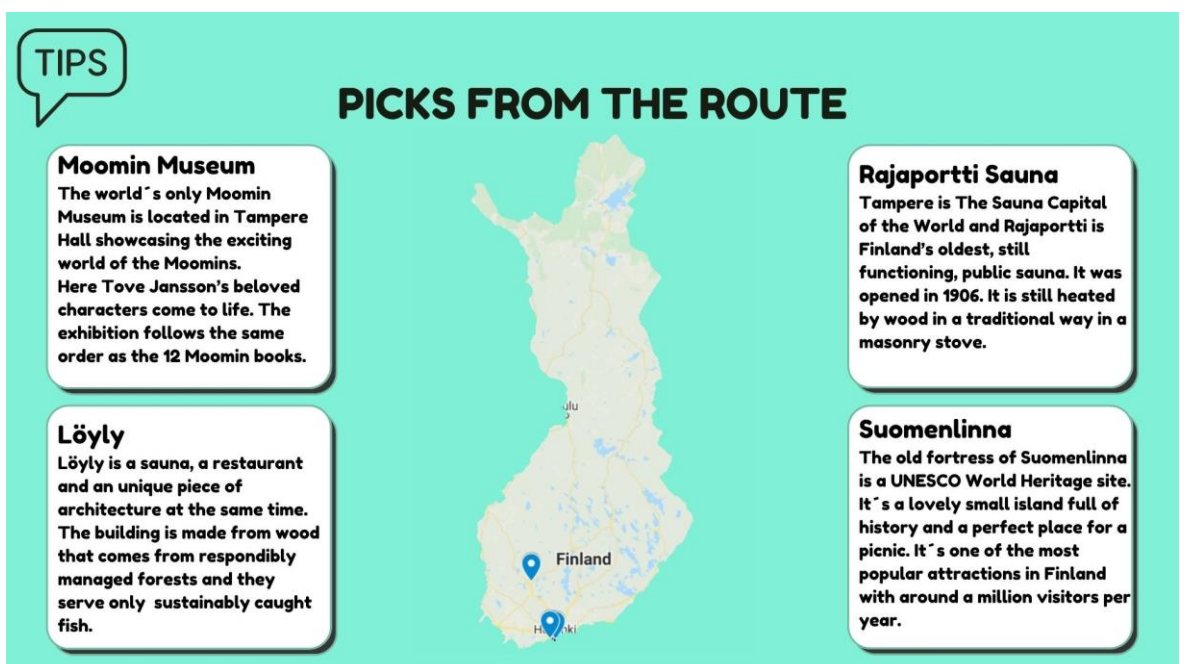 TIPS
PICKS FROM THE ROUTE
Moomin Museum
The world´s only Moomin
Museum is located in Tampere
Hall showcasing the exciting
world of the Moomins.
Here Tove Jansson’s beloved
characters come to life. The
exhibition follows the same
order as the 12 Moomin books.
Löyly
Löyly is a sauna, a restaurant
and an unique piece of
architecture at the same time.
The building is made from wood
that comes from respondibly
managed forests and they
serve only  sustainably caught
fish.
ulu
Finland
Rajaportti Sauna
Tampere is The Sauna Capital
of the World and Rajaportti is
Finland’s oldest, still
functioning, public sauna. It was
opened in 1906. It is still heated
by wood in a traditional way in a
masonry stove.
Suomenlinna
The old fortress of Suomenlinna
is a UNESCO World Heritage site.
It´s a lovely small island full of
history and a perfect place for a
picnic. It´s one of the most
popular attractions in Finland
with around a million visitors per
year.